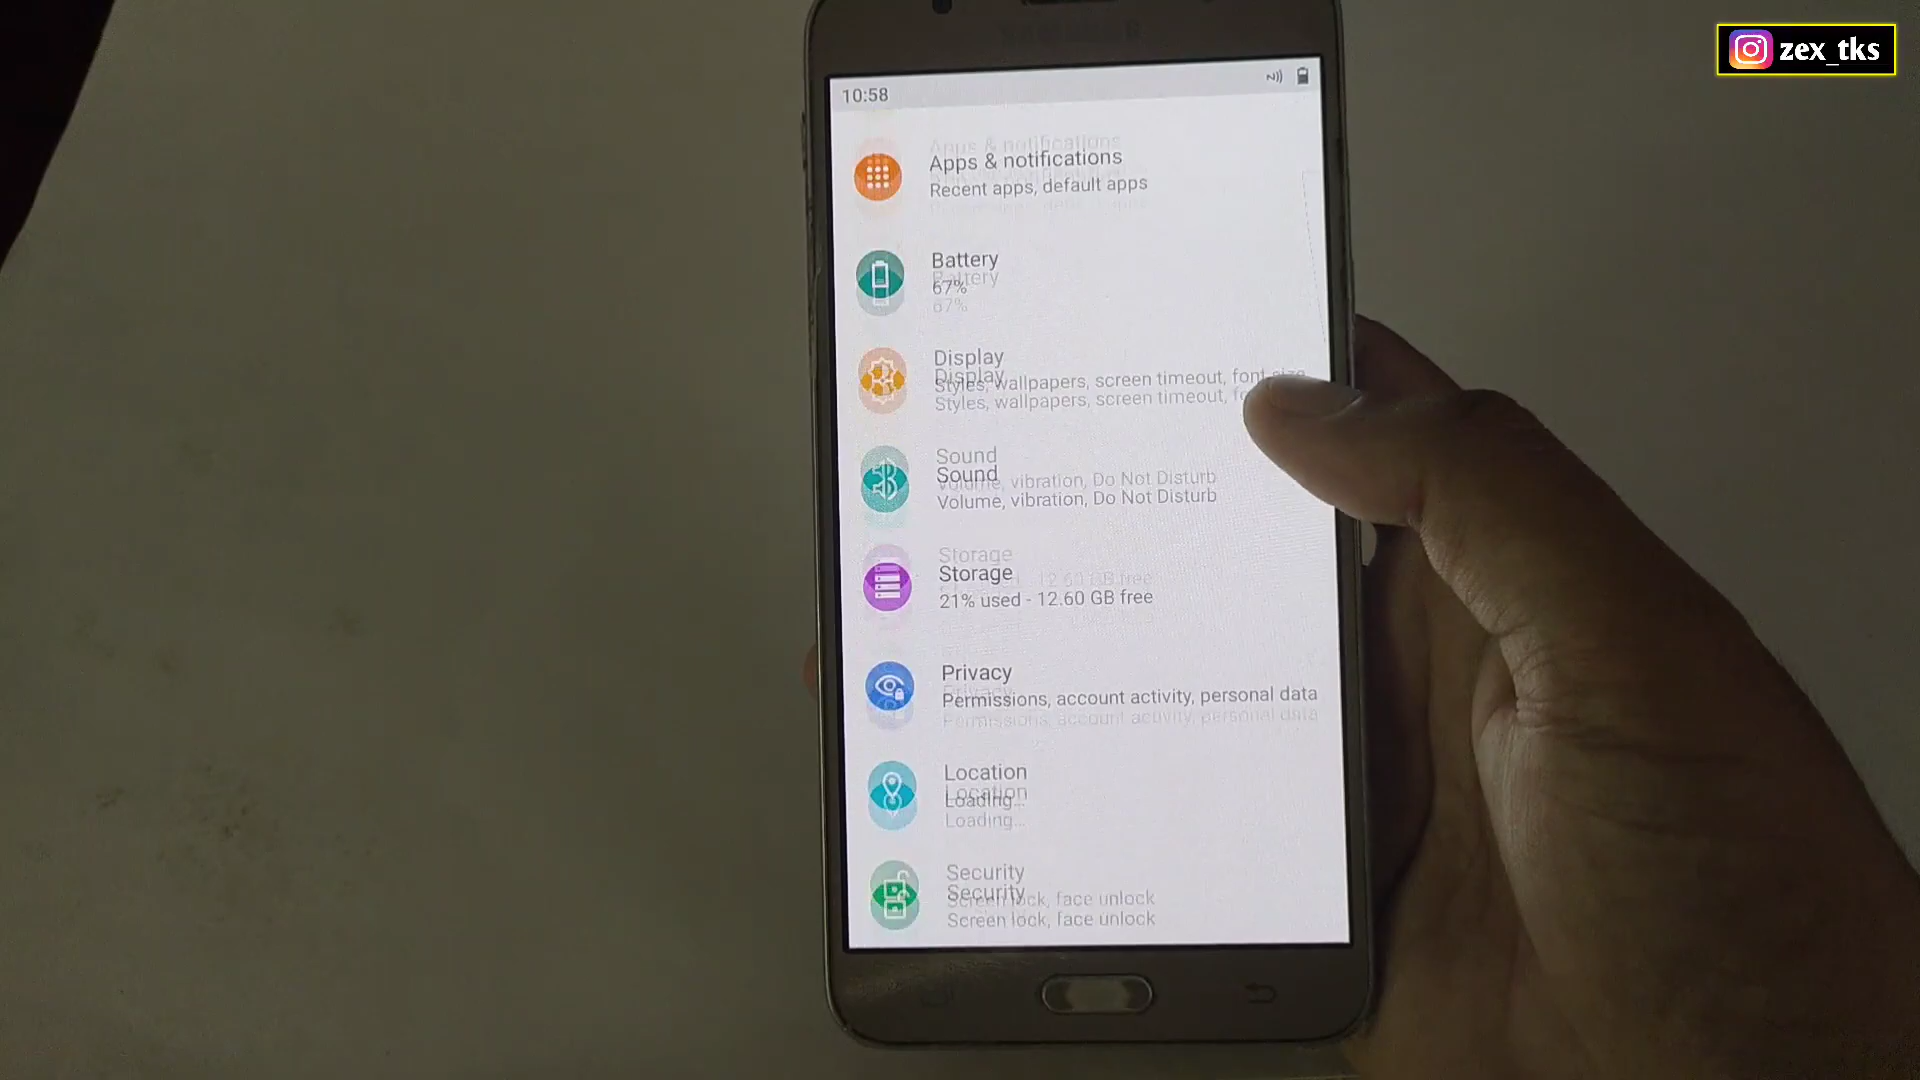 zex_tks
10:58
Apps & notifications
Recent apps, default apps
Battery
67%
Display
Styles, wallpapers, screen timeout, font size
Sound
Volume, vibration, Do Not Disturb
Storage
21% used - 12.60 GB free
Privacy
Permissions, account activity, personal data
Location
Loading...
Security
Screen lock, face unlock